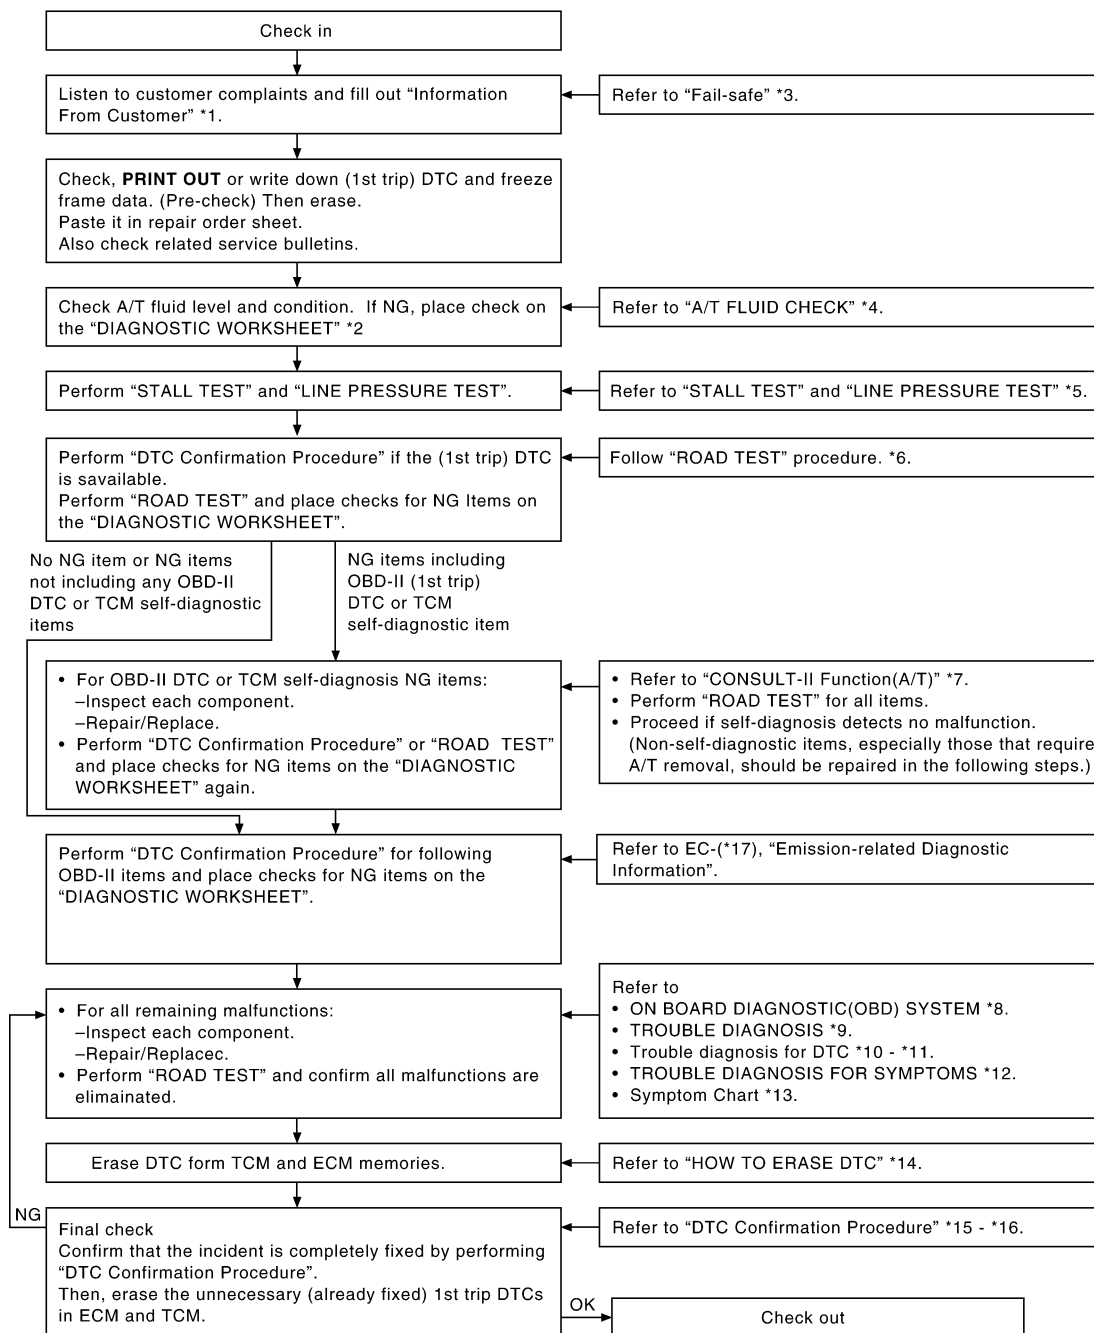 Check in
Listen to customer complaints and fill out “Information
From Customer” *1.
Refer to “Fail-safe” *3.
Check, PRINT OUT or write down (1st trip) DTC and freeze
frame data. (Pre-check) Then erase.
Paste it in repair order sheet.
Also check related service bulletins.
Check A/T fluid level and condition.  If NG, place check on
the “DIAGNOSTIC WORKSHEET” *2
Refer to “A/T FLUID CHECK” *4.
Perform “STALL TEST” and “LINE PRESSURE TEST”.
Refer to “STALL TEST” and “LINE PRESSURE TEST” *5.
Perform “DTC Confirmation Procedure” if the (1st trip) DTC
is savailable.
Perform “ROAD TEST” and place checks for NG Items on
the “DIAGNOSTIC WORKSHEET”.
Follow “ROAD TEST” procedure. *6.
No NG item or NG items
not including any OBD-II
DTC or TCM self-diagnostic
items
NG items including
OBD-II (1st trip)
DTC or TCM
self-diagnostic item
• For OBD-II DTC or TCM self-diagnosis NG items:
–Inspect each component.
–Repair/Replace.
• Perform “DTC Confirmation Procedure” or “ROAD  TEST”
and place checks for NG items on the “DIAGNOSTIC
WORKSHEET” again.
• Refer to “CONSULT-II Function(A/T)” *7.
• Perform “ROAD TEST” for all items.
• Proceed if self-diagnosis detects no malfunction.
(Non-self-diagnostic items, especially those that require
A/T removal, should be repaired in the following steps.)
Perform “DTC Confirmation Procedure” for following
OBD-II items and place checks for NG items on the
“DIAGNOSTIC WORKSHEET”.
Refer to EC-(*17), “Emission-related Diagnostic
Information”.
• For all remaining malfunctions:
–Inspect each component.
–Repair/Replacec.
• Perform “ROAD TEST” and confirm all malfunctions are
elimainated.
Refer to
• ON BOARD DIAGNOSTIC(OBD) SYSTEM *8.
• TROUBLE DIAGNOSIS *9.
• Trouble diagnosis for DTC *10 - *11.
• TROUBLE DIAGNOSIS FOR SYMPTOMS *12.
• Symptom Chart *13.
Erase DTC form TCM and ECM memories.
Refer to “HOW TO ERASE DTC” *14.
NG
Final check
Confirm that the incident is completely fixed by performing
“DTC Confirmation Procedure”.
Then, erase the unnecessary (already fixed) 1st trip DTCs
in ECM and TCM.
Refer to “DTC Confirmation Procedure” *15 - *16.
OK
Check out